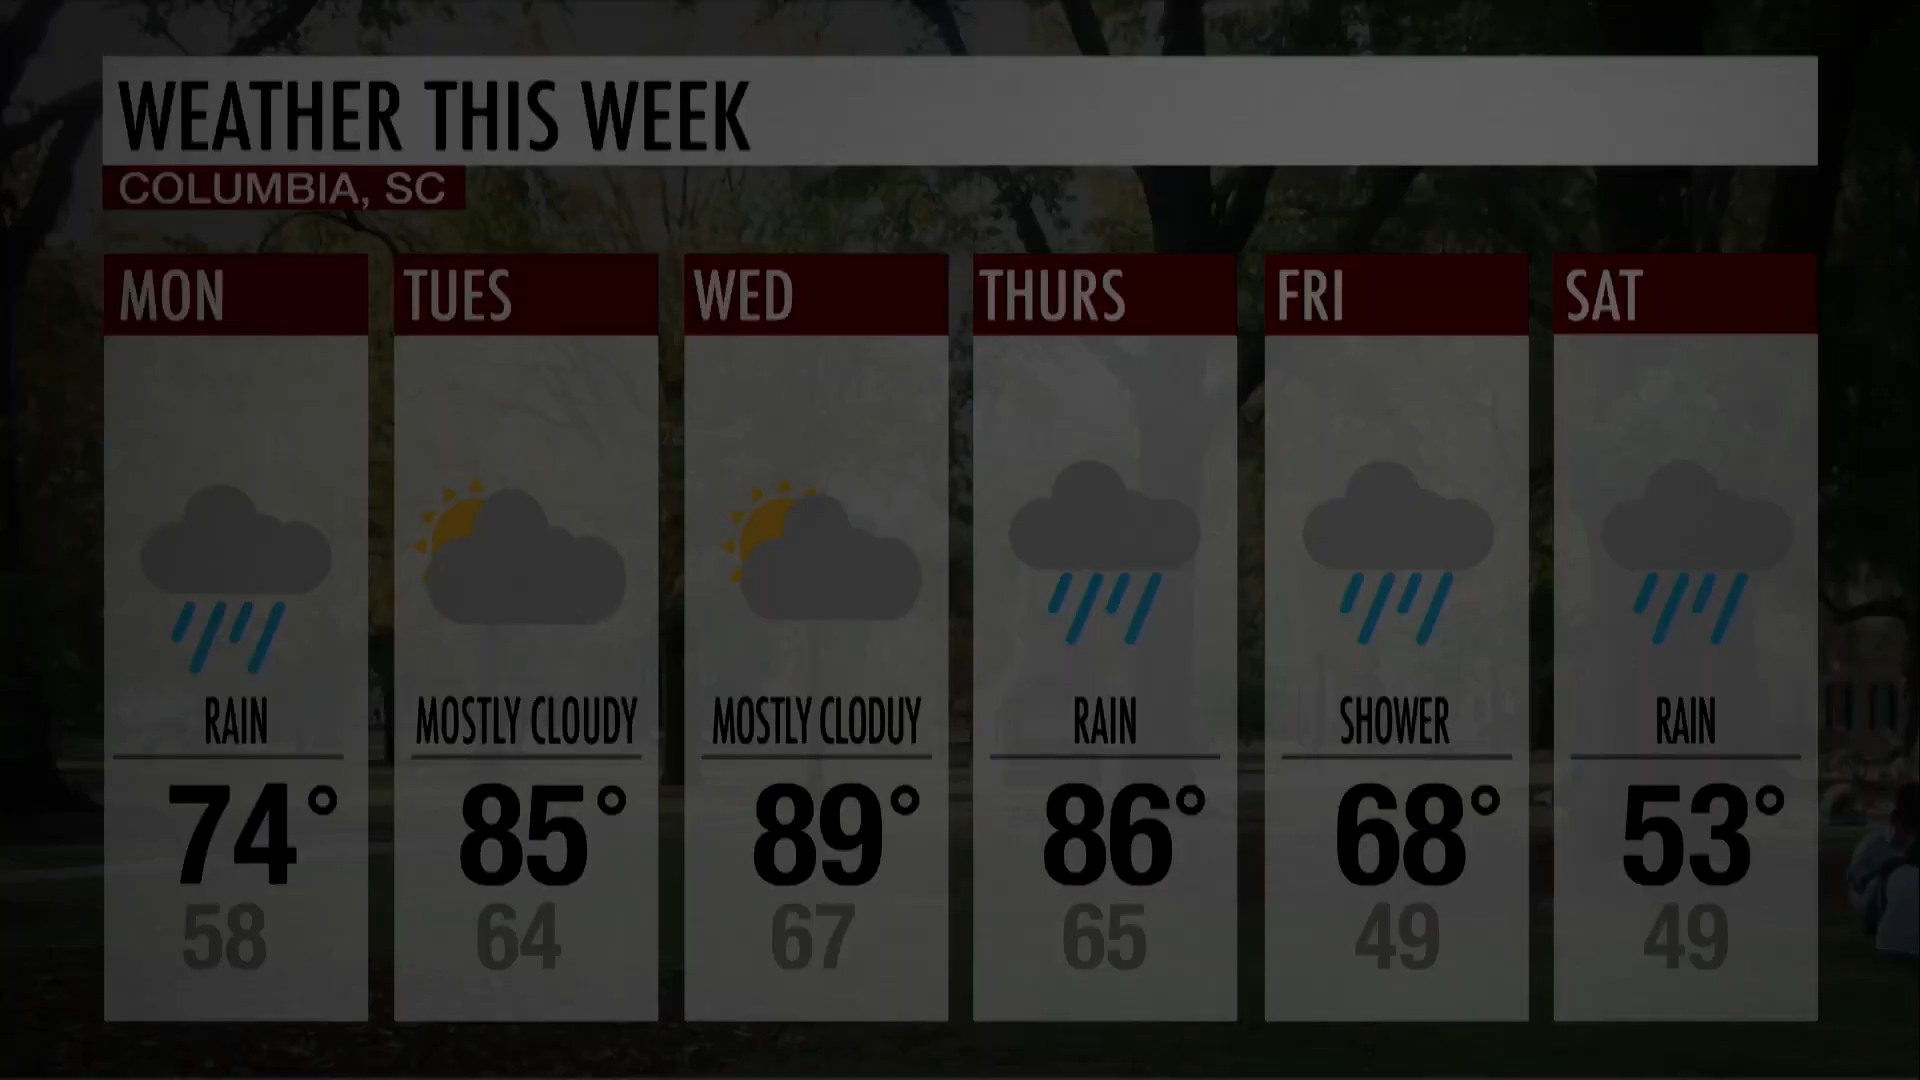 WEATHER THIS WEEK
COLUMBIA, SC
MON
TUES
WED
THURS
FRI
SAT
RAIN
MOSTLY CLOUDY
MOSTLY CLODUY
RAIN
SHOWER
RAIN
74°
85°
89°
86°
68°
53°
58
64
67
65
49
49